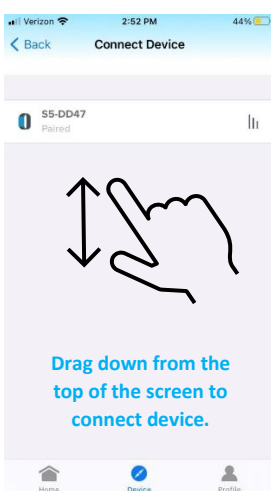 Verizon 2:52 PM 44%
Back Connect Device
S5-DD47
Paired
Drag down from the
top of the screen to
connect device.
Home Device Profile